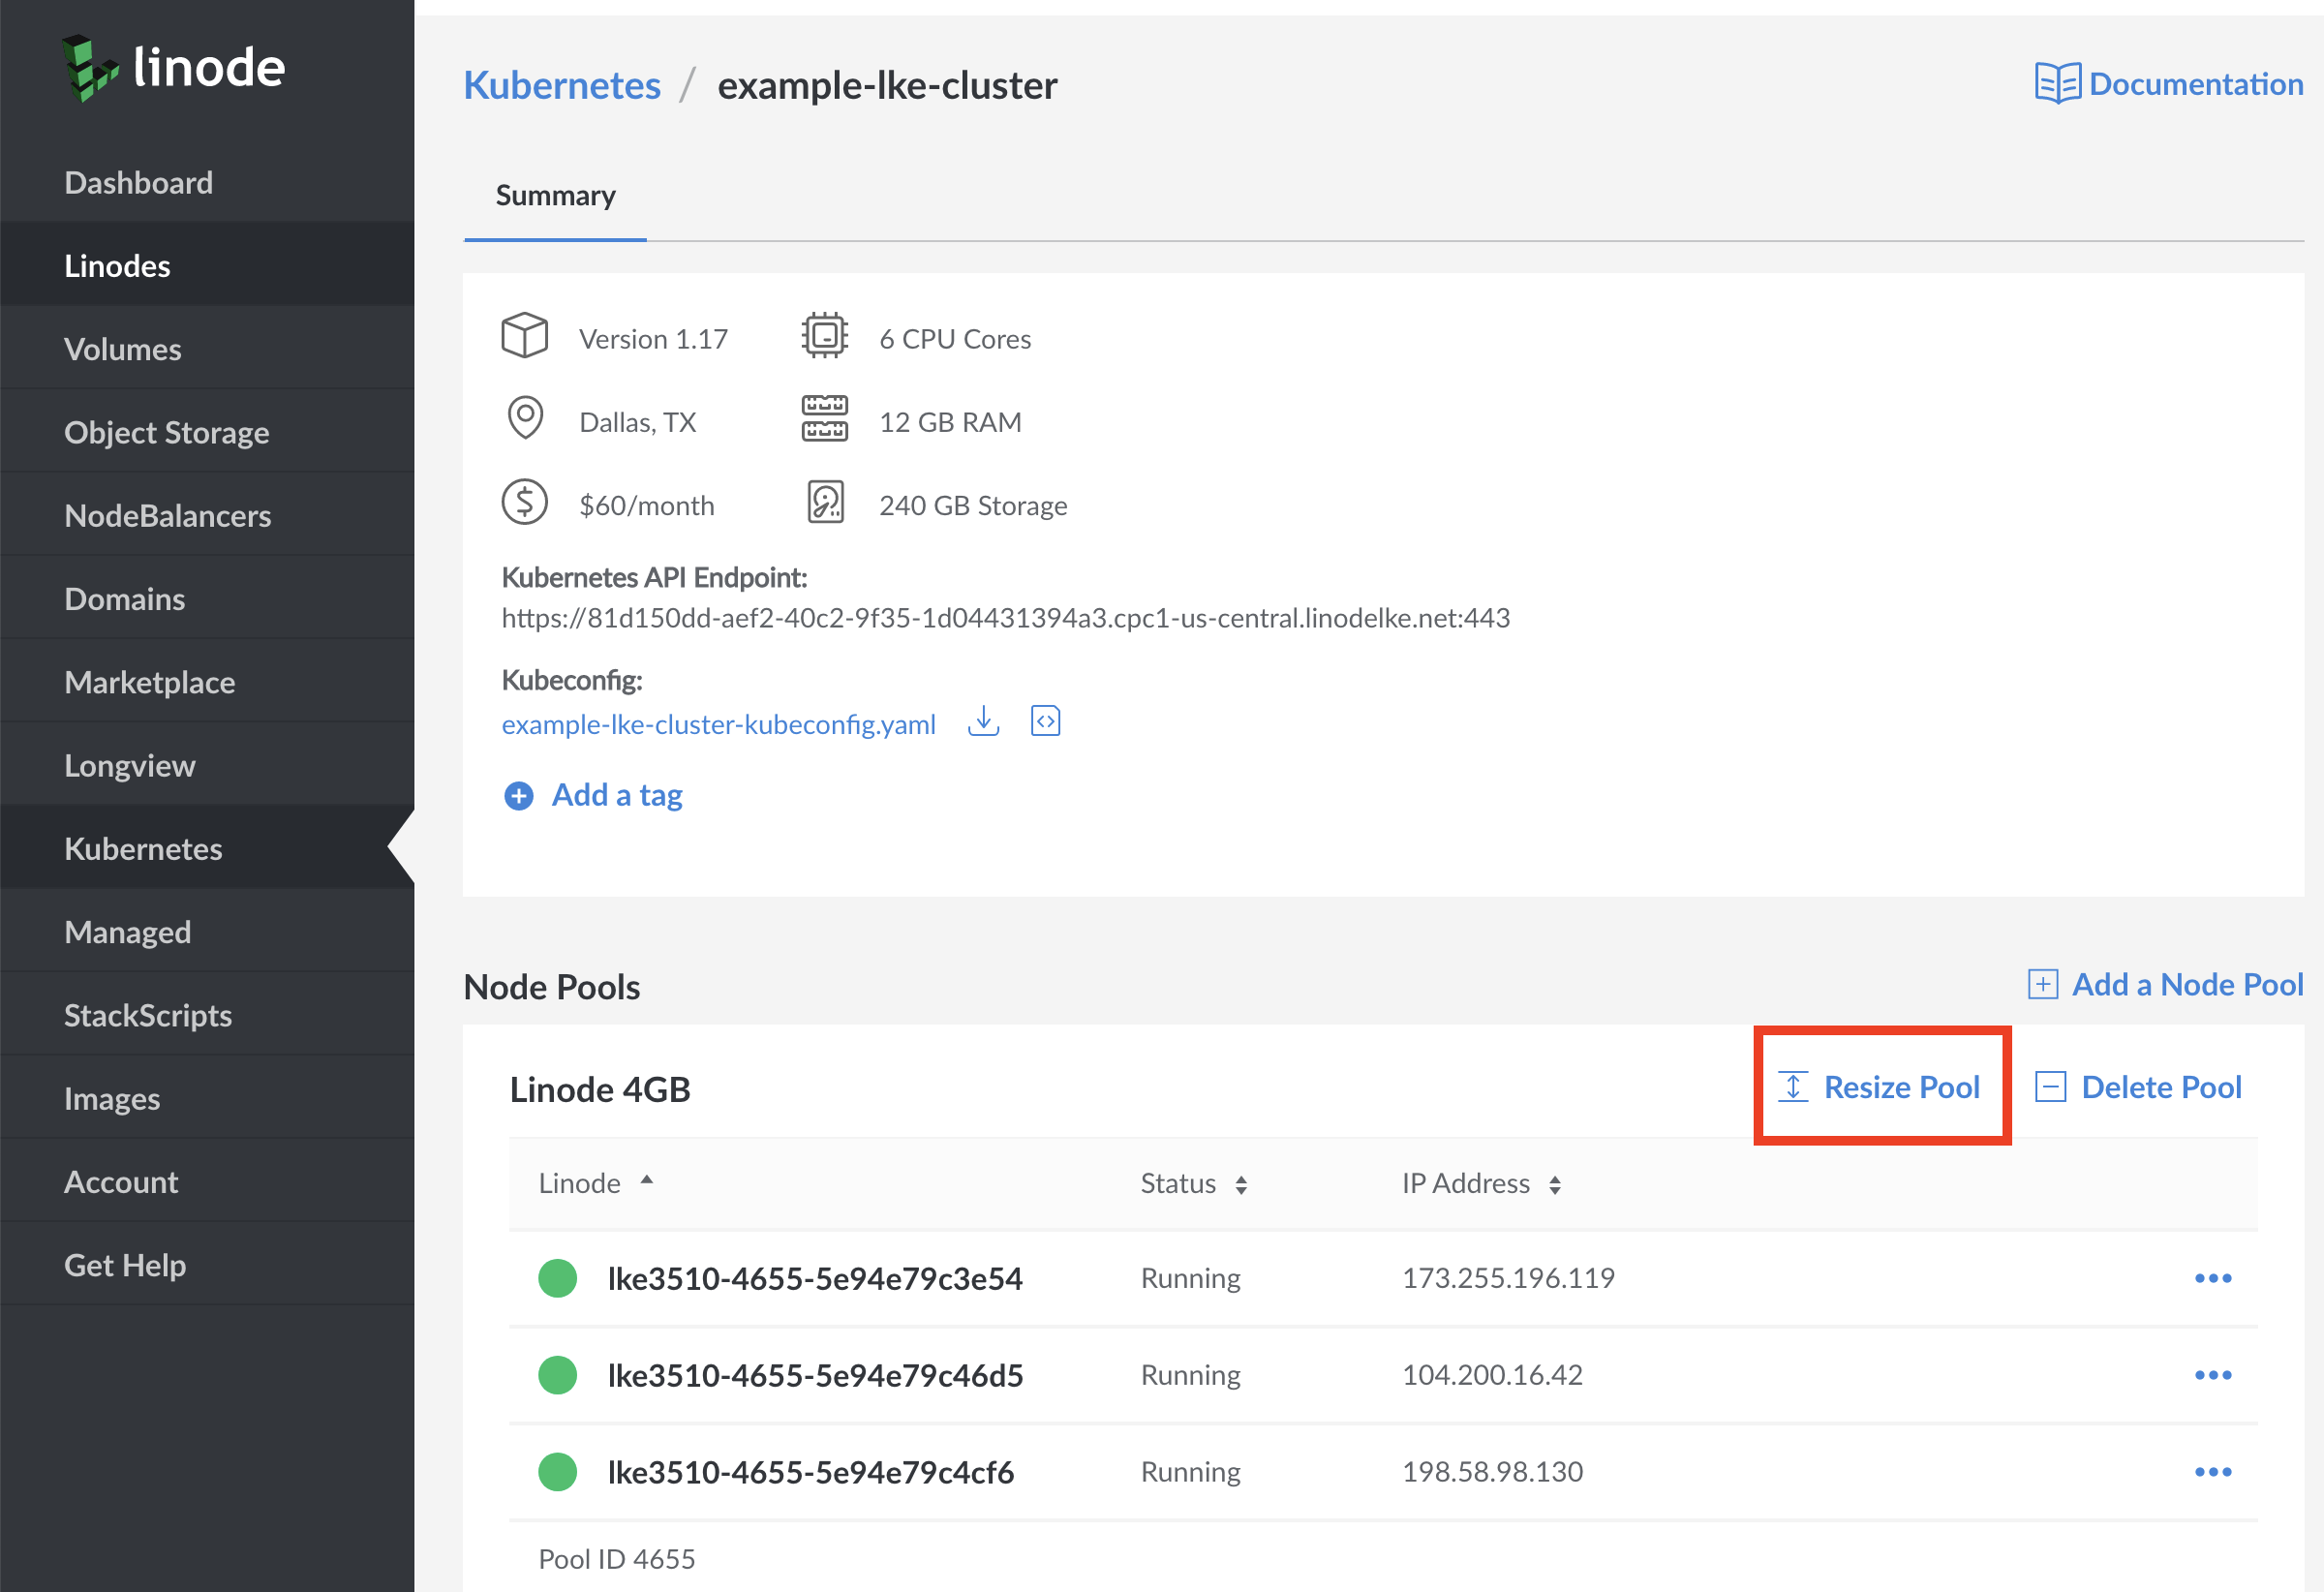 linode
Dashboard
Linodes
Volumes
Object Storage
NodeBalancers
Domains
Marketplace
Longview
Kubernetes
Managed
StackScripts
Images
Account
Get Help
Kubernetes / example-lke-cluster
Documentation
Summary
Version 1.17
6 CPU Cores
Dallas, TX
12 GB RAM
$60/month
240 GB Storage
Kubernetes API Endpoint:
https://81d150dd-aef2-40c2-9f35-1d04431394a3.cpc1-us-central.linodelke.net:443
Kubeconfig:
example-lke-cluster-kubeconfig.yaml
Add a tag
Node Pools
Add a Node Pool
Linode 4GB
Resize Pool
Delete Pool
Linode Status IP Address
lke3510-4655-5e94e79c3e54 Running 173.255.196.119
lke3510-4655-5e94e79c46d5 Running 104.200.16.42
lke3510-4655-5e94e79c4cf6 Running 198.58.98.130
Pool ID 4655